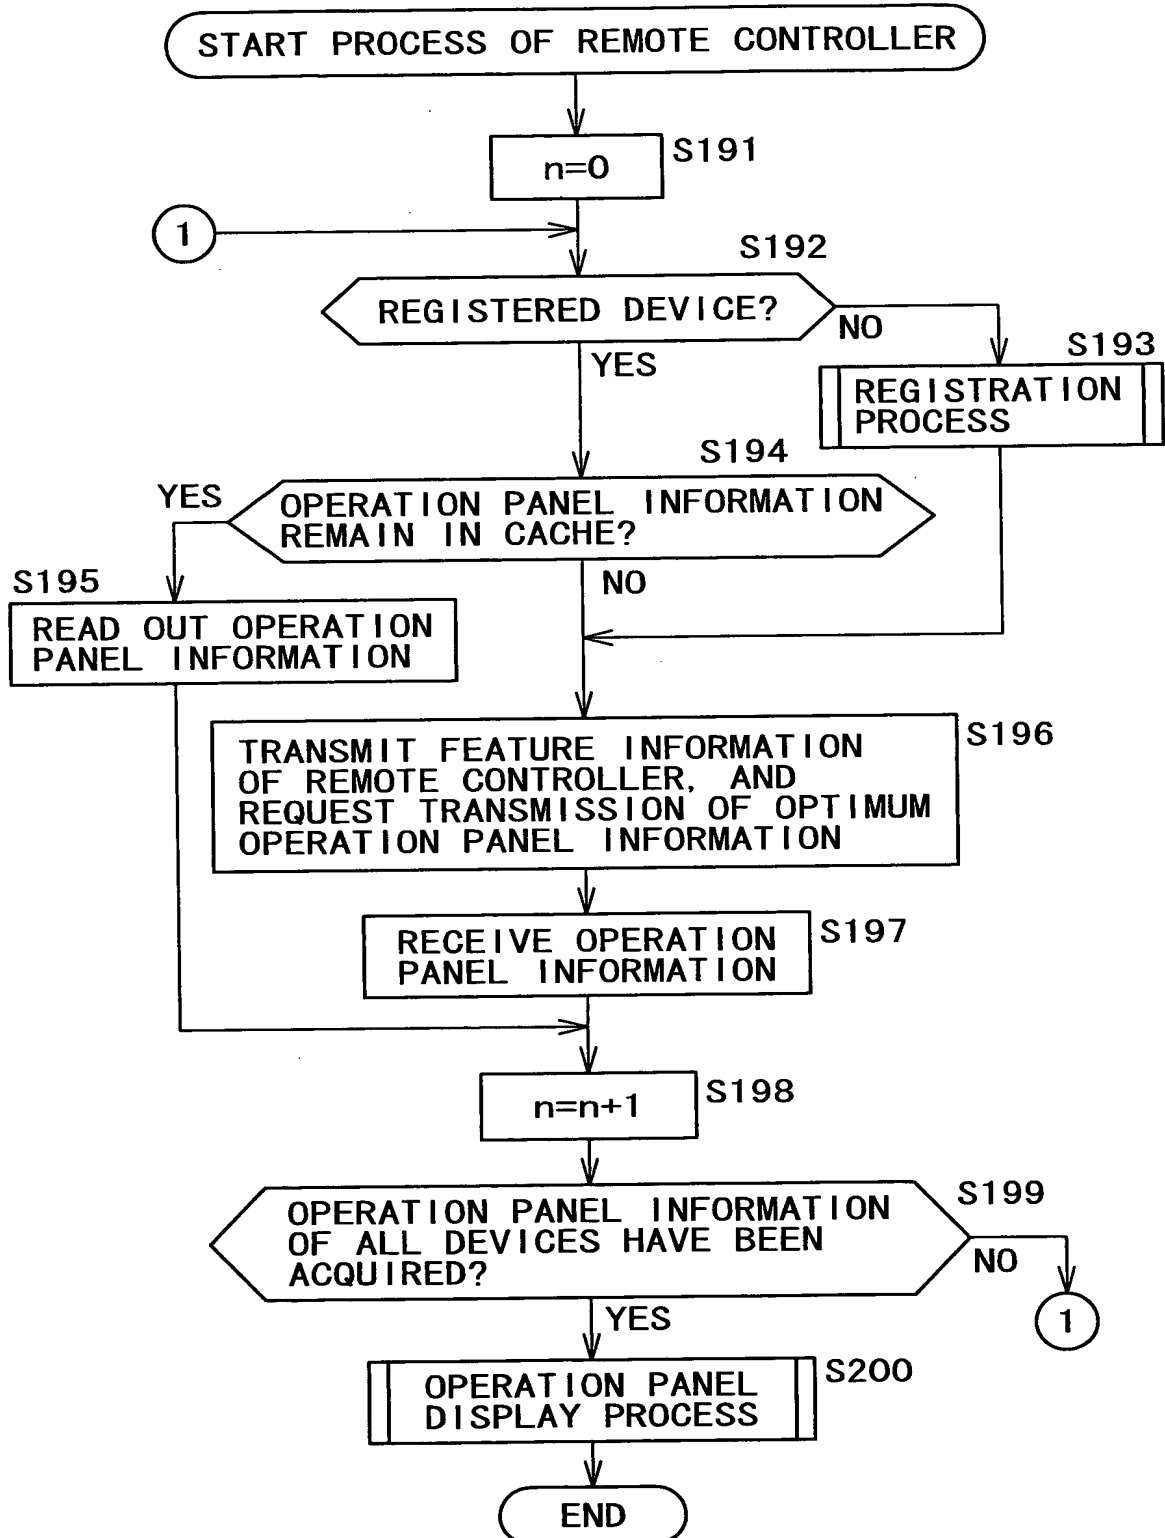 START PROCESS OF REMOTE CONTROLLER
n=0
S191
1
S192
REGISTERED DEVICE?
NO
YES
S193
REGISTRATION
PROCESS
S194
YES
OPERATION PANEL INFORMATION
REMAIN IN CACHE?
NO
S195
READ OUT OPERATION
PANEL INFORMATION
S196
TRANSMIT FEATURE INFORMATION
OF REMOTE CONTROLLER, AND
REQUEST TRANSMISSION OF OPTIMUM
OPERATION PANEL INFORMATION
S197
RECEIVE OPERATION
PANEL INFORMATION
n=n+1
S198
S199
OPERATION PANEL INFORMATION
OF ALL DEVICES HAVE BEEN
ACQUIRED?
NO
1
YES
S200
OPERATION PANEL
DISPLAY PROCESS
END